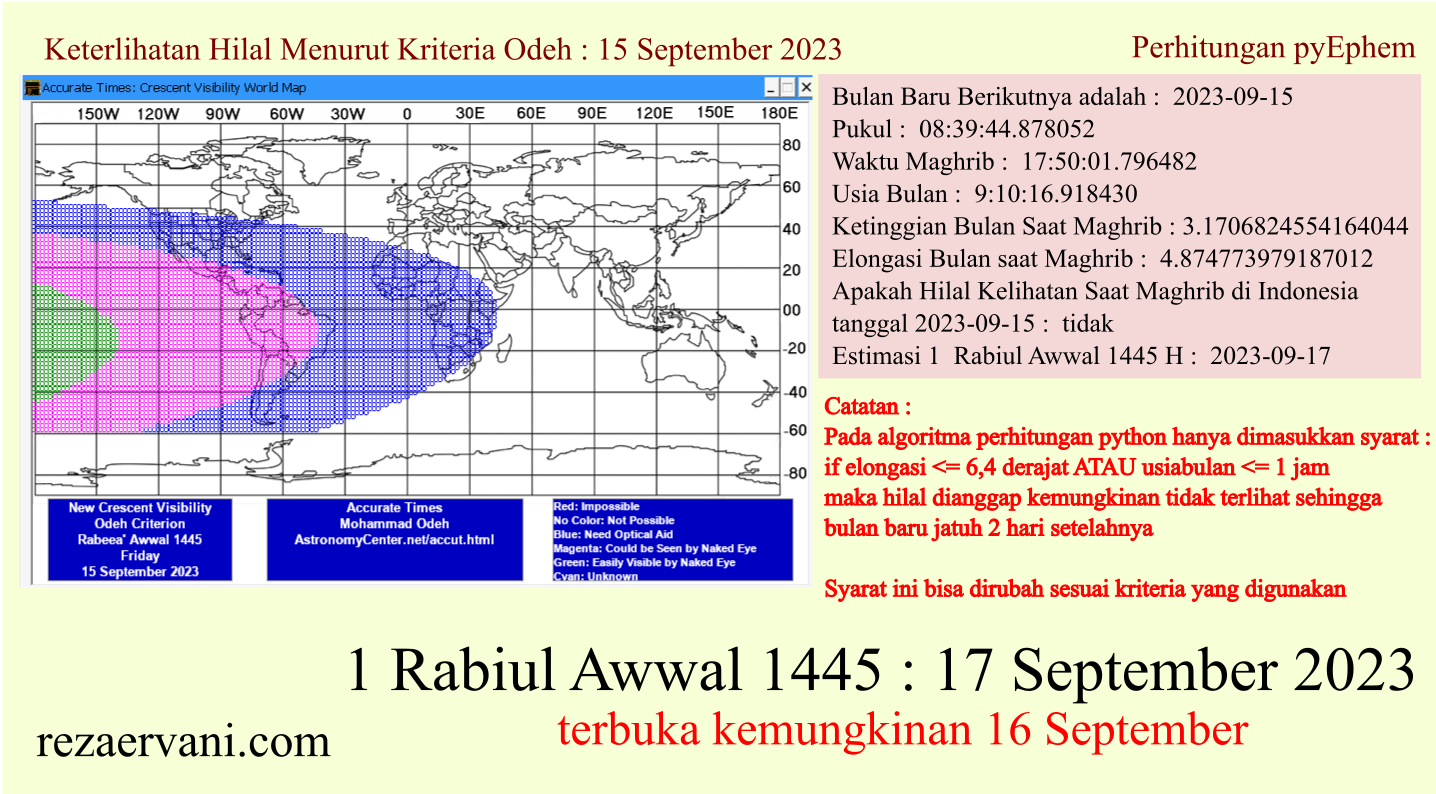 Keterlihatan Hilal Menurut Kriteria Odeh : 15 September 2023
Accurate Times: Crescent Visibility World Map
150W 120W 90W 60W 30W 0 30E 60E 90E 120E 150E 180E
80
60
40
20
00
-20
-40
-60
-80
New Crescent Visibility
Odeh Criterion
Rabeea' Awwal 1445
Friday
15 September 2023
Accurate Times
Mohammad Odeh
AstronomyCenter.net/accut.html
Red: Impossible
No Color: Not Possible
Blue: Need Optical Aid
Magenta: Could be Seen by Naked Eye
Green: Easily Visible by Naked Eye
Cyan: Unknown
Perhitungan pyEphem
Bulan Baru Berikutnya adalah : 2023-09-15
Pukul : 08:39:44.878052
Waktu Maghrib : 17:50:01.796482
Usia Bulan : 9:10:16.918430
Ketinggian Bulan Saat Maghrib : 3.1706824554164044
Elongasi Bulan saat Maghrib : 4.874773979187012
Apakah Hilal Kelihatan Saat Maghrib di Indonesia
tanggal 2023-09-15 : tidak
Estimasi 1 Rabiul Awwal 1445 H : 2023-09-17
Catatan :
Pada algoritma perhitungan python hanya dimasukkan syarat :
if elongasi <= 6,4 derajat ATAU usiabulan <= 1 jam
maka hilal dianggap kemungkinan tidak terlihat sehingga
bulan baru jatuh 2 hari setelahnya
Syarat ini bisa dirubah sesuai kriteria yang digunakan
1 Rabiul Awwal 1445 : 17 September 2023
terbuka kemungkinan 16 September
rezaervani.com